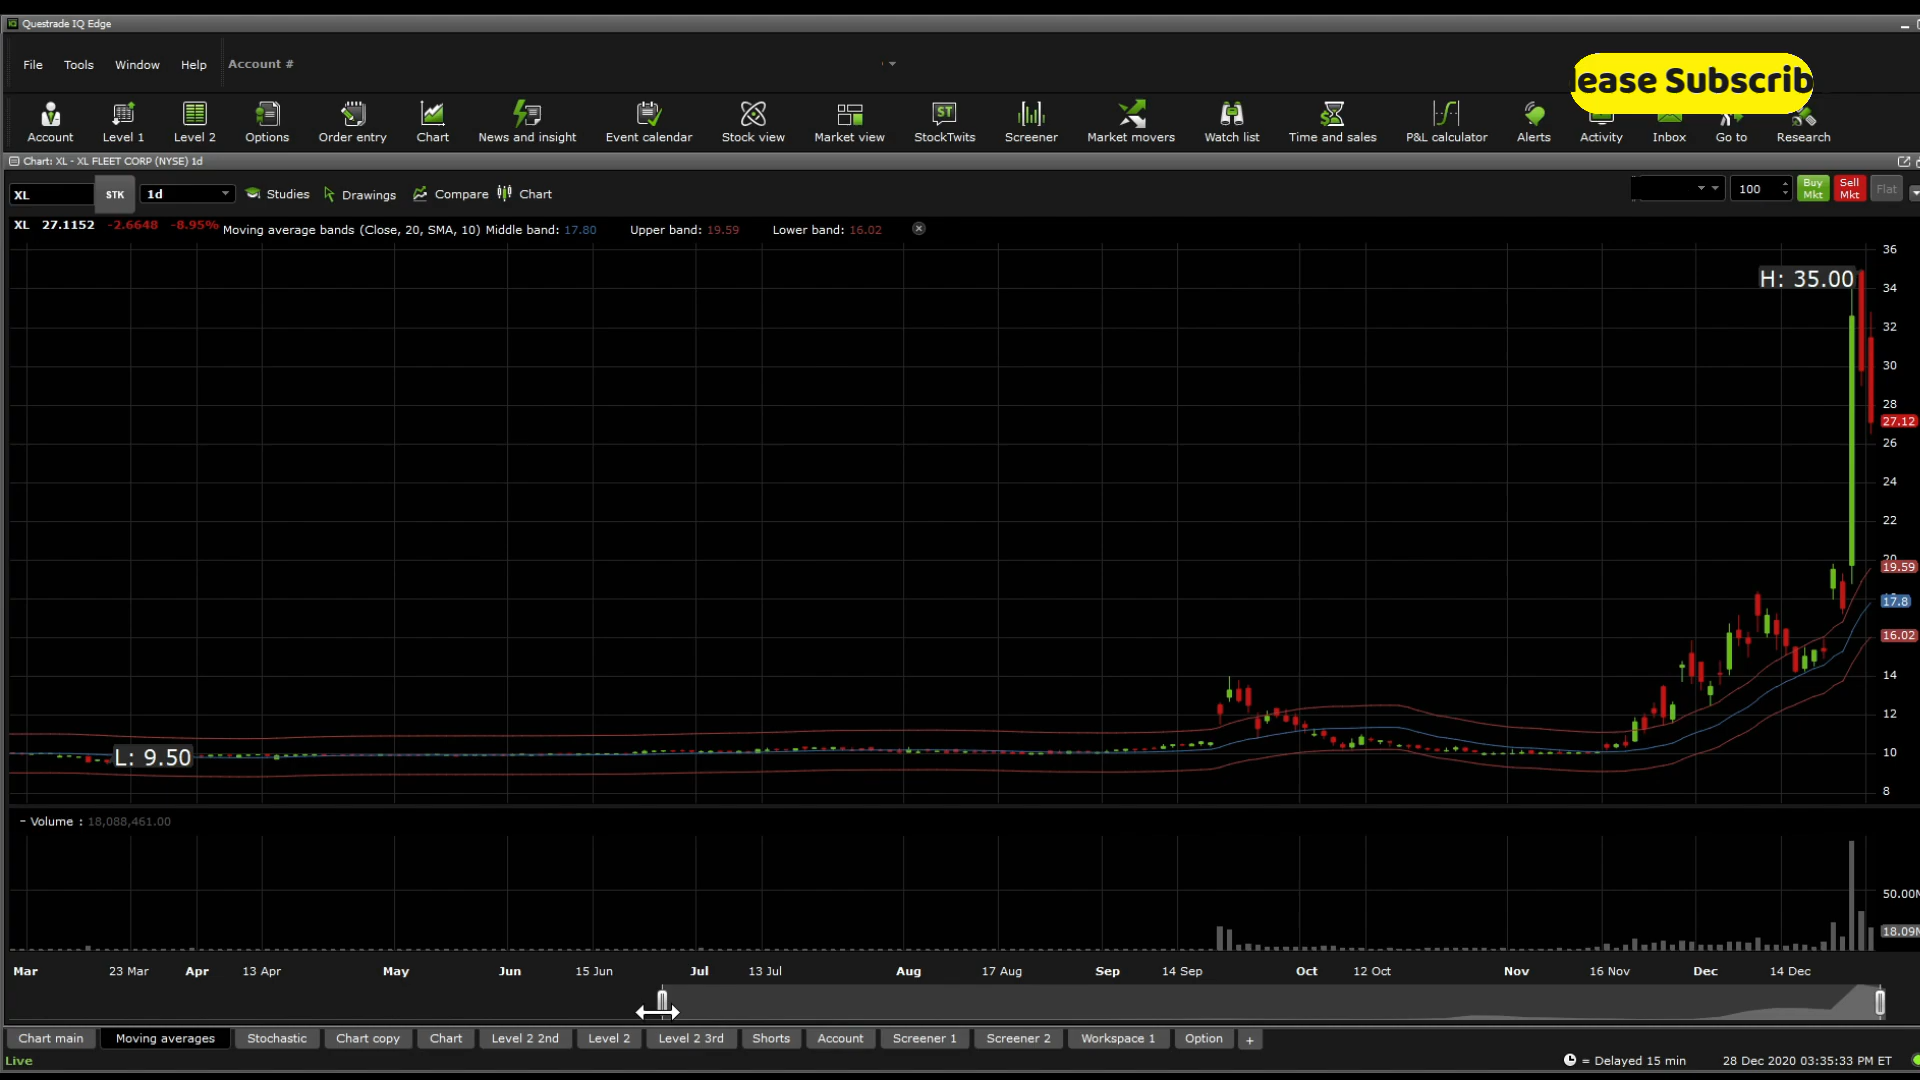 Questrade IQ Edge
File Tools Window Help Account #
lease Subscrib
Account Level 1 Level 2 Options Order entry Chart News and insight Event calendar Stock view Market view StockTwits Screener Market movers Watch list Time and sales P&L calculator Alerts Activity Inbox Go to Research
Chart: XL - XL FLEET CORP (NYSE) 1d
XL STK 1d Studies Drawings Compare Chart 100 Buy Mkt Sell Mkt Flat
XL 27.1152 -2.6648 -8.95% Moving average bands (Close, 20, SMA, 10) Middle band: 17.80 Upper band: 19.59 Lower band: 16.02
36
H: 35.00
34
32
30
28
27.12
26
24
22
20
19.59
17.8
16.02
14
12
10
L: 9.50
8
- Volume : 18,088,461.00
50.00M
18.09M
Mar 23 Mar Apr 13 Apr May Jun 15 Jun Jul 13 Jul Aug 17 Aug Sep 14 Sep Oct 12 Oct Nov 16 Nov Dec 14 Dec
Chart main Moving averages Stochastic Chart copy Chart Level 2 2nd Level 2 Level 2 3rd Shorts Account Screener 1 Screener 2 Workspace 1 Option +
Live = Delayed 15 min 28 Dec 2020 03:35:33 PM ET